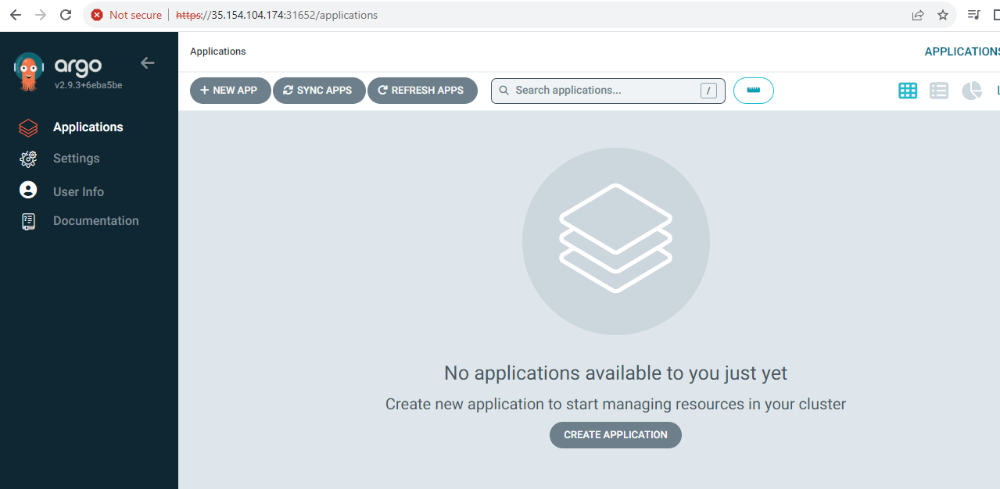 Not secure https://35.154.104.174:31652/applications
argo
v2.9.3+6eba5be
Applications
Settings
User Info
Documentation
Applications
APPLICATIONS
+ NEW APP SYNC APPS REFRESH APPS Search applications... /
No applications available to you just yet
Create new application to start managing resources in your cluster
CREATE APPLICATION